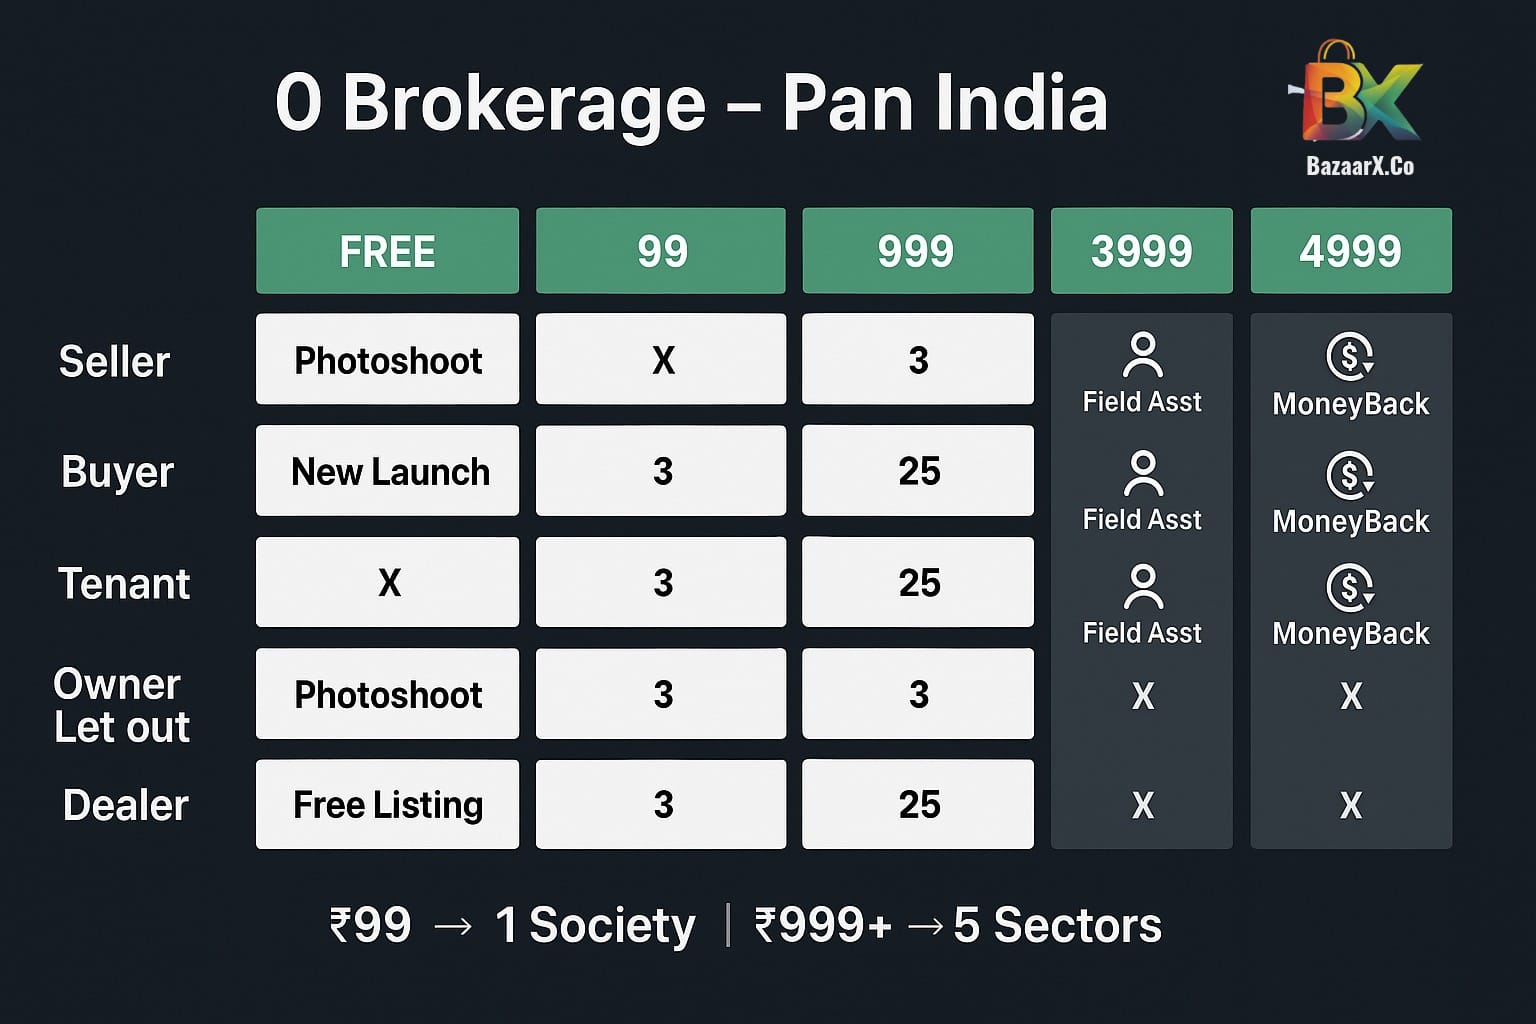 0 Brokerage – Pan India
BX
BazaarX.Co
FREE 99 999 3999 4999
Seller Photoshoot X 3 Field Asst MoneyBack
Buyer New Launch 3 25 Field Asst MoneyBack
Tenant X 3 25 Field Asst MoneyBack
Owner
Let out Photoshoot 3 3 X X
Dealer Free Listing 3 25 X X
₹99 → 1 Society | ₹999+ → 5 Sectors